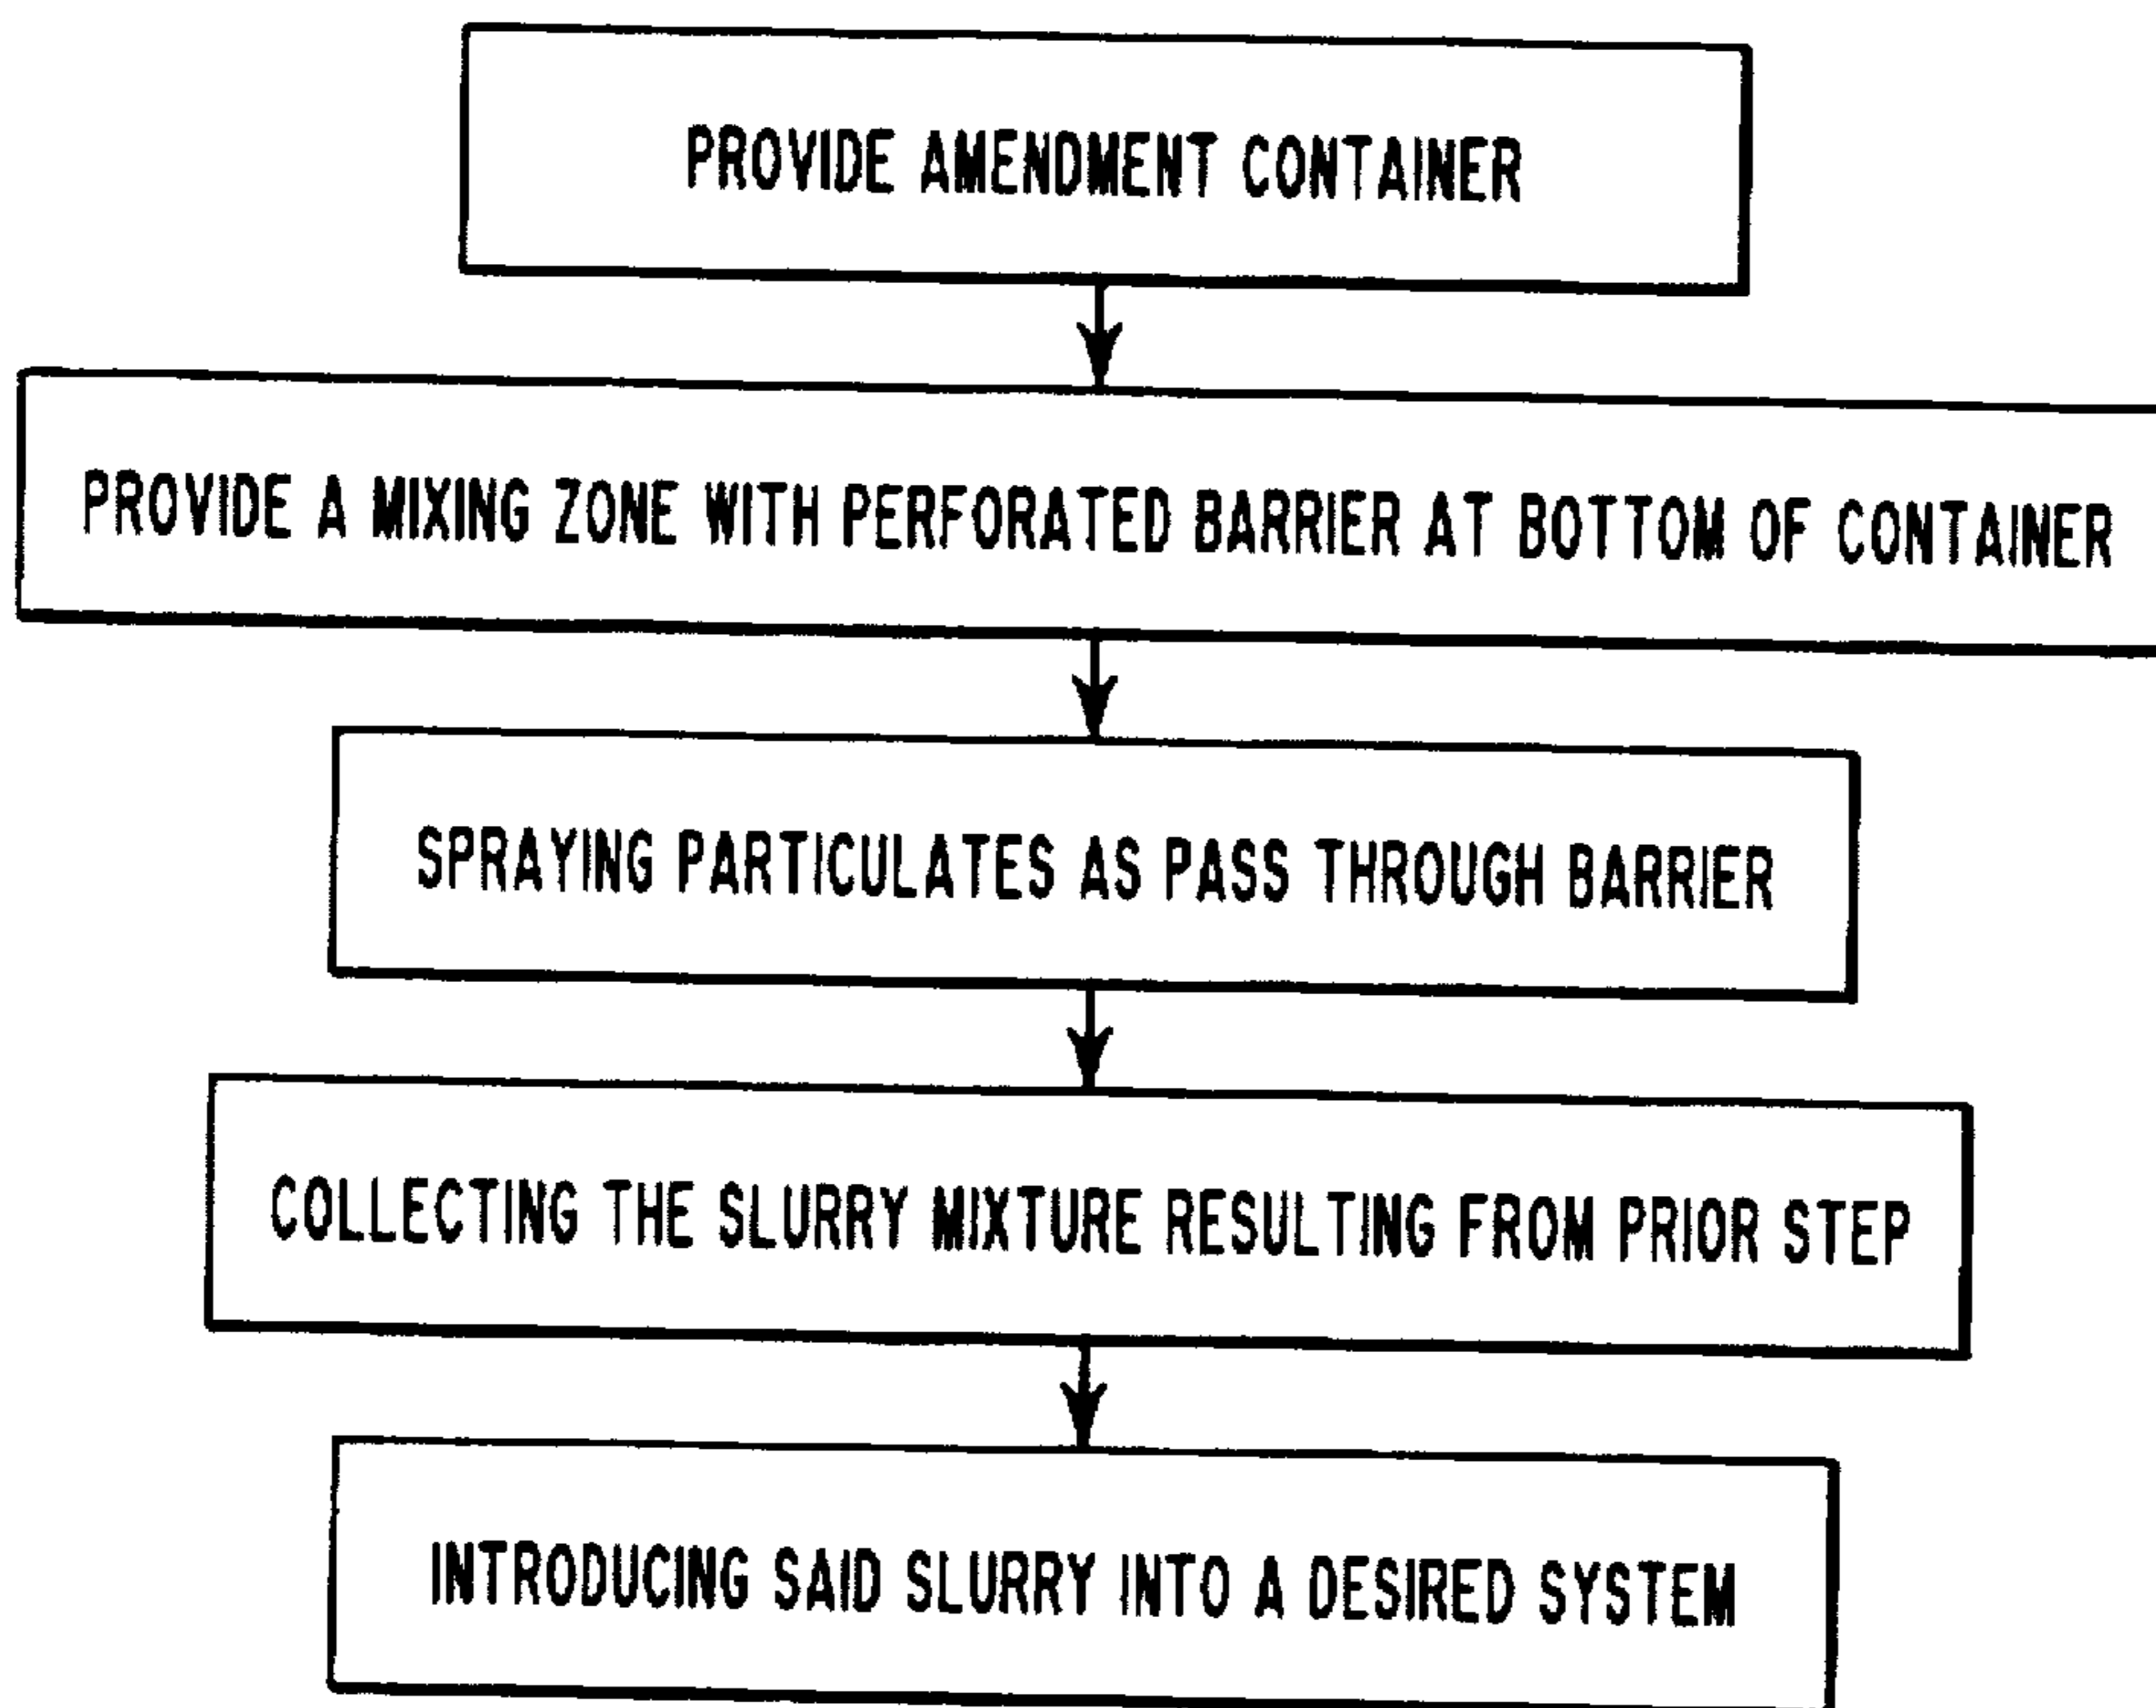 PROVIDE AMENDMENT CONTAINER
PROVIDE A MIXING ZONE WITH PERFORATED BARRIER AT BOTTOM OF CONTAINER
SPRAYING PARTICULATES AS PASS THROUGH BARRIER
COLLECTING THE SLURRY MIXTURE RESULTING FROM PRIOR STEP
INTRODUCING SAID SLURRY INTO A DESIRED SYSTEM